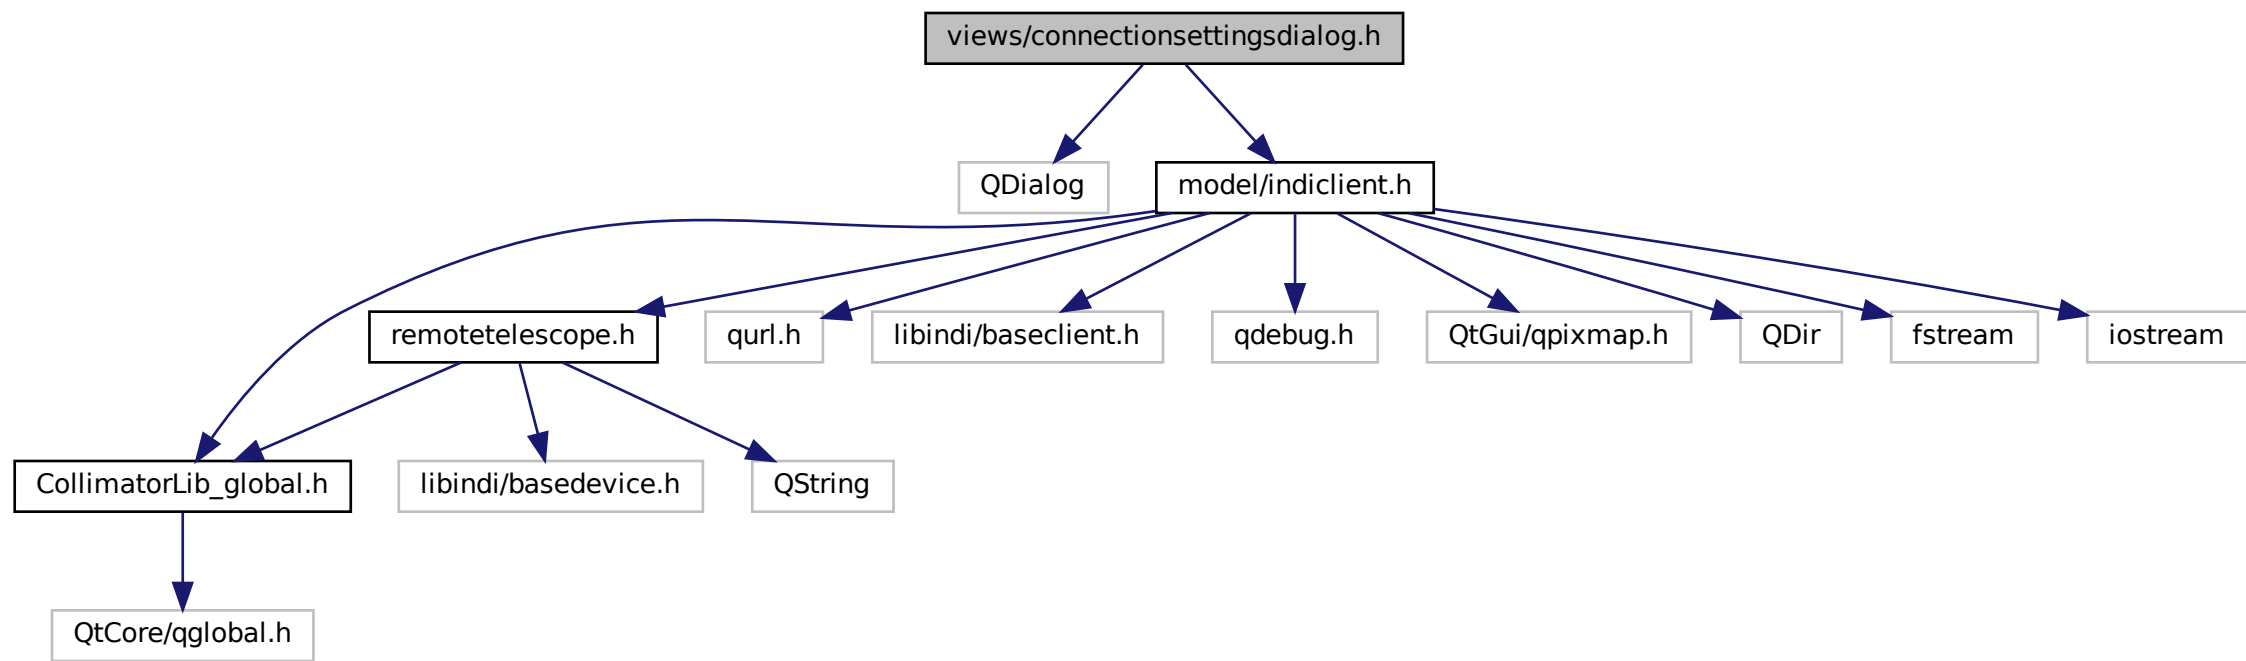 views/connectionsettingsdialog.h
QDialog
model/indiclient.h
remotetelescope.h
qurl.h
libindi/baseclient.h
qdebug.h
QtGui/qpixmap.h
QDir
fstream
iostream
CollimatorLib_global.h
libindi/basedevice.h
QString
QtCore/qglobal.h